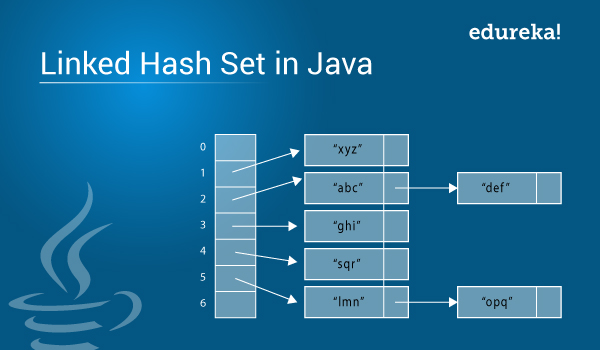 edureka!
Linked Hash Set in Java
0
1
2
3
4
5
6
“xyz”
“abc” “def”
“ghi”
“sqr”
“lmn” “opq”